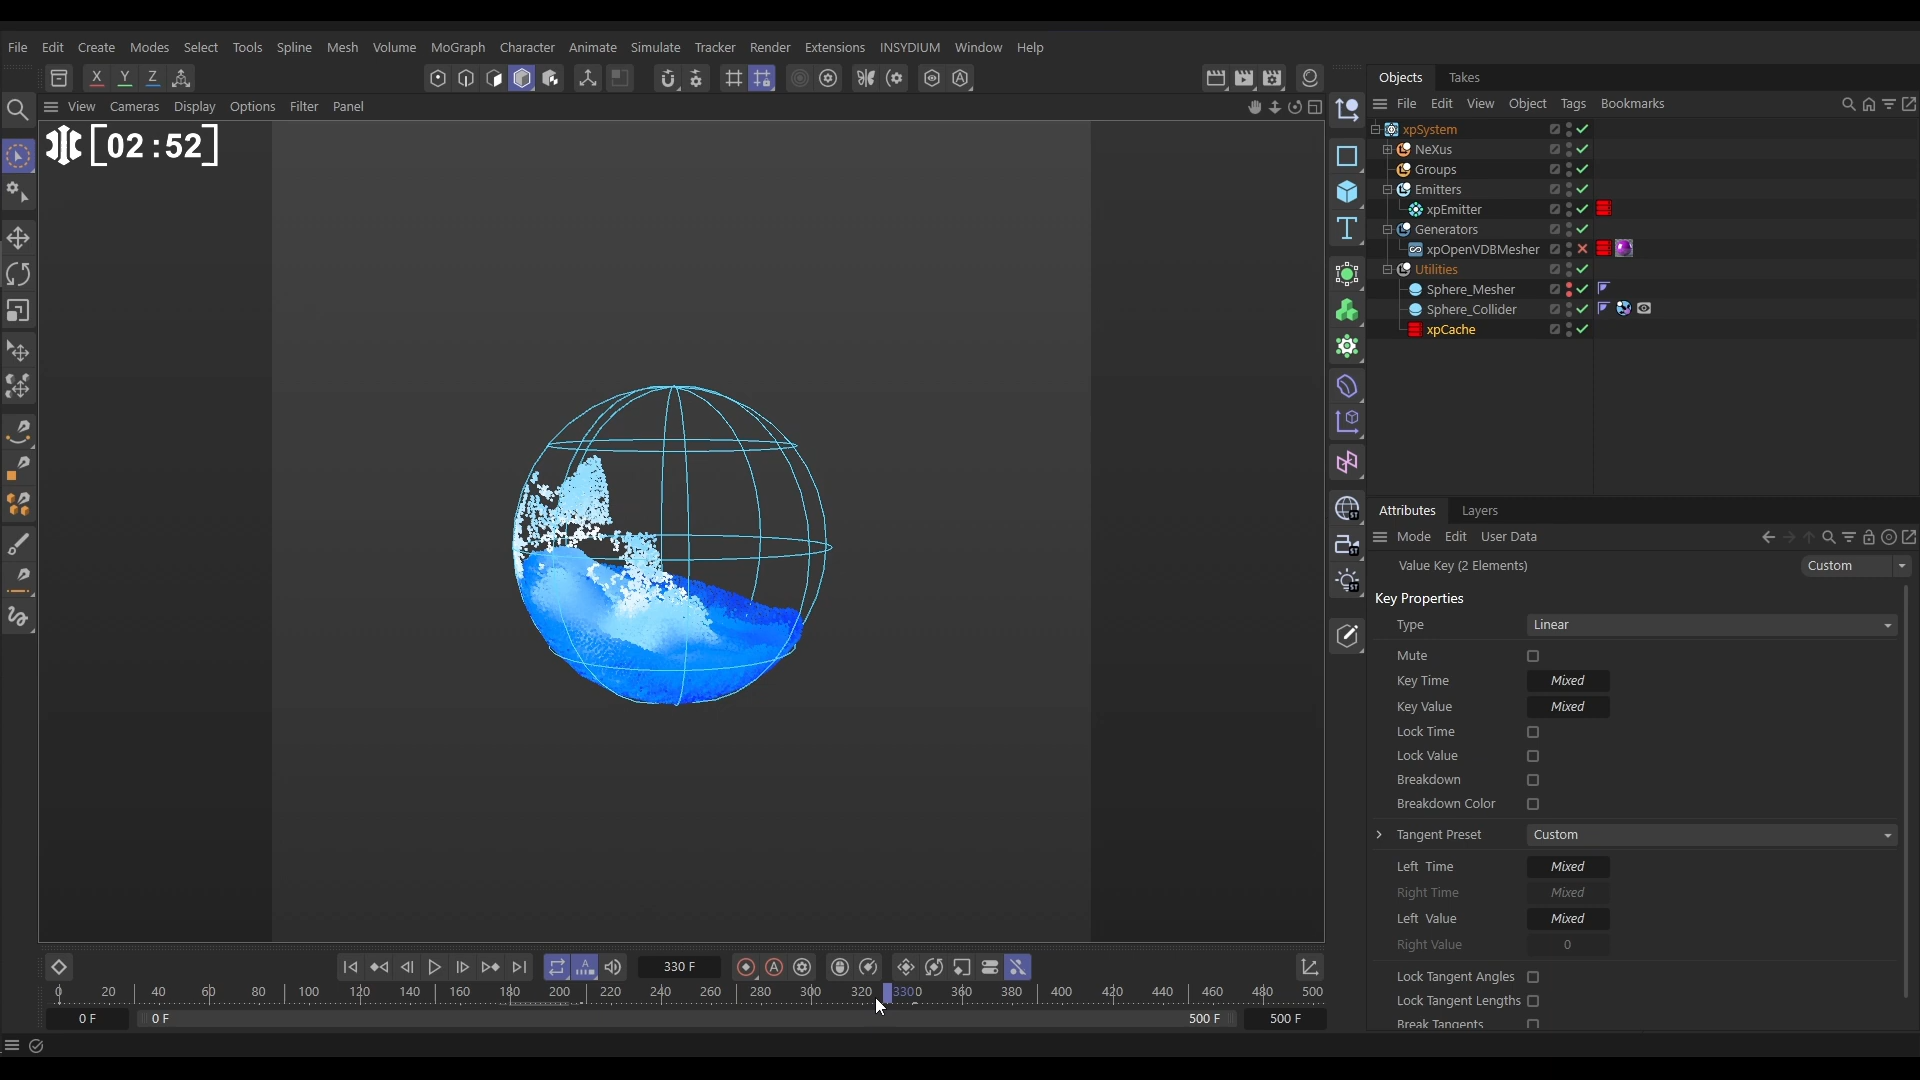 File Edit Create Modes Select Tools Spline Mesh Volume MoGraph Character Animate Simulate Tracker Render Extensions INSYDIUM Window Help
X Y Z
Objects Takes
View Cameras Display Options Filter Panel
File Edit View Object Tags Bookmarks
[02:52]
xpSystem
NeXus
Groups
Emitters
xpEmitter
Generators
xpOpenVDBMesher
Utilities
Sphere_Mesher
Sphere_Collider
xpCache
Attributes Layers
Mode Edit User Data
Value Key (2 Elements) Custom
Key Properties
Type Linear
Mute
Key Time Mixed
Key Value Mixed
Lock Time
Lock Value
Breakdown
Breakdown Color
Tangent Preset Custom
Left Time Mixed
Right Time Mixed
Left Value Mixed
Right Value 0
Lock Tangent Angles
Lock Tangent Lengths
Break Tangents
330 F
0 20 40 60 80 100 120 140 160 180 200 220 240 260 280 300 320 330 360 380 400 420 440 460 480 500
0 F 0 F 500 F 500 F